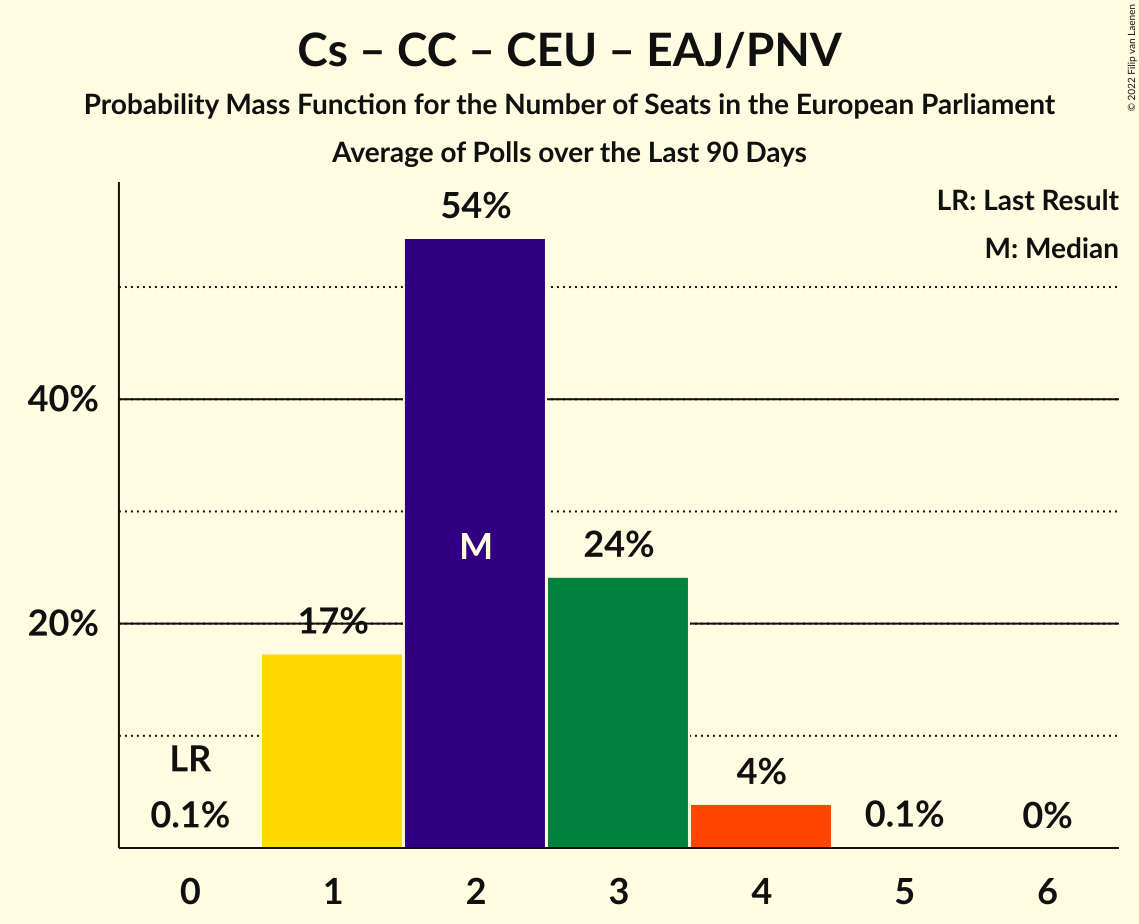 Cs – CC – CEU – EAJ/PNV
Probability Mass Function for the Number of Seats in the European Parliament
Average of Polls over the Last 90 Days
© 2022 Filip van Laenen
LR: Last Result
M: Median
54%
40%
M
24%
20%
17%
LR
4%
0.1%
0.1%
0%
0 1 2 3 4 5 6